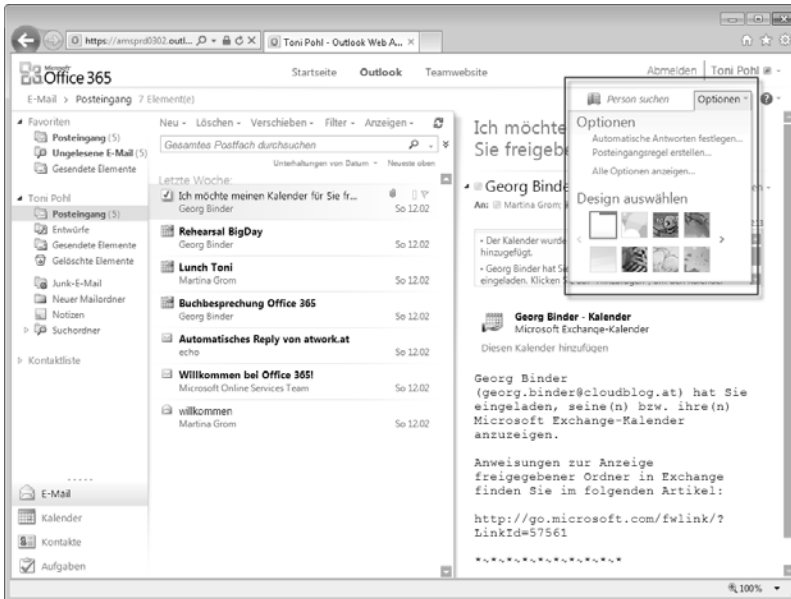 https://amsprd0302.outl...
Toni Pohl - Outlook Web A...
Microsoft
Office 365
Startseite Outlook Teamwebsite
Abmelden Toni Pohl
E-Mail > Posteingang 7 Element(e)
Person suchen Optionen
Favoriten
Posteingang (5)
Ungelesene E-Mail (5)
Gesendete Elemente
Toni Pohl
Posteingang (5)
Entwürfe
Gesendete Elemente
Gelöschte Elemente
Junk-E-Mail
Neuer Mailordner
Notizen
Suchordner
Kontaktliste
E-Mail
Kalender
Kontakte
Aufgaben
Neu Löschen Verschieben Filter Anzeigen
Gesamtes Postfach durchsuchen
Unterhaltungen von Datum Neueste oben
Letzte Woche:
Ich möchte meinen Kalender für Sie fr...
Georg Binder So 12.02
Rehearsal BigDay
Georg Binder So 12.02
Lunch Toni
Martina Grom So 12.02
Buchbesprechung Office 365
Georg Binder So 12.02
Automatisches Reply von atwork.at
echo So 12.02
Willkommen bei Office 365!
Microsoft Online Services Team So 12.02
willkommen
Martina Grom So 12.02
Optionen
Automatische Antworten festlegen...
Posteingangsregel erstellen...
Alle Optionen anzeigen...
Design auswählen
Ich möchte
Sie freigeb
Georg Binde
An: Martina Grom;
• Der Kalender wurde
hinzugefügt.
• Georg Binder hat Sie
eingeladen. Klicken Sie
Georg Binder - Kalender
Microsoft Exchange-Kalender
Diesen Kalender hinzufügen
Georg Binder
(georg.binder@cloudblog.at) hat Sie
eingeladen, seine(n) bzw. ihre(n)
Microsoft Exchange-Kalender
anzuzeigen.
Anweisungen zur Anzeige
freigegebener Ordner in Exchange
finden Sie im folgenden Artikel:
http://go.microsoft.com/fwlink/?
LinkId=57561
*~*~*~*~*~*~*~*~*~*
100%